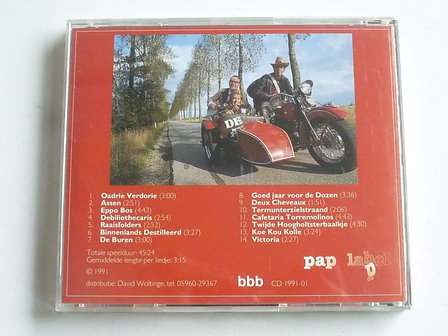 DE
1. Oadrie Verdorie (3:00)
2. Assen (2:51)
3. Eppo Bos (4:43)
4. Debiliothecaris (2:54)
5. Raaisfolders (2:52)
6. Binnenlands Destilleerd (3:27)
7. De Buren (3:00)
8. Goed jaar voor de Dozen (3:36)
9. Deux Cheveaux (1:51)
10. Termunterzielstraand (2:06)
11. Cafetaria Torremolinos (4:43)
12. Twijde Hoogholtsterbaalkje (4:30)
13. Koe Kou Kolle (3:24)
14. Victoria (2:27)
Totale speelduur: 45:24
Gemiddelde lengte per liedje: 3:15
© 1991
pap label
distributie: David Woltinge, tel. 05960-29367
bbb
CD 1991-01